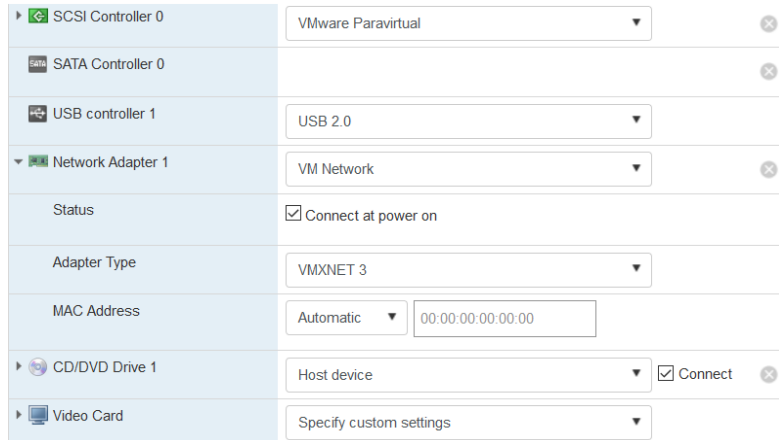 SCSI Controller 0
VMware Paravirtual
SATA
SATA Controller 0
USB controller 1
USB 2.0
Network Adapter 1
VM Network
Status
Connect at power on
Adapter Type
VMXNET 3
MAC Address
Automatic 00:00:00:00:00:00
CD/DVD Drive 1
Host device Connect
Video Card
Specify custom settings